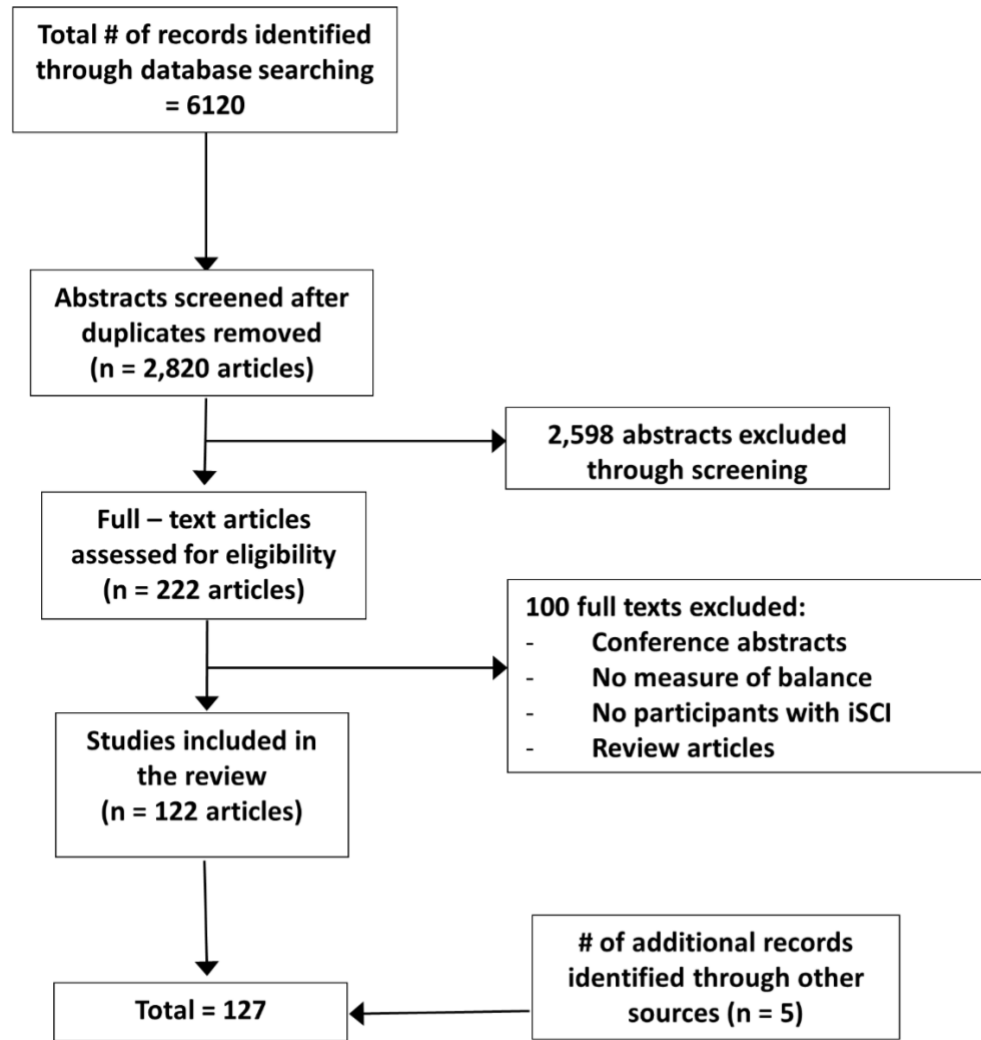 Total # of records identified
through database searching
= 6120
Abstracts screened after
duplicates removed
(n = 2,820 articles)
2,598 abstracts excluded
through screening
Full – text articles
assessed for eligibility
(n = 222 articles)
100 full texts excluded:
- Conference abstracts
- No measure of balance
- No participants with iSCI
- Review articles
Studies included in
the review
(n = 122 articles)
# of additional records
identified through other
sources (n = 5)
Total = 127